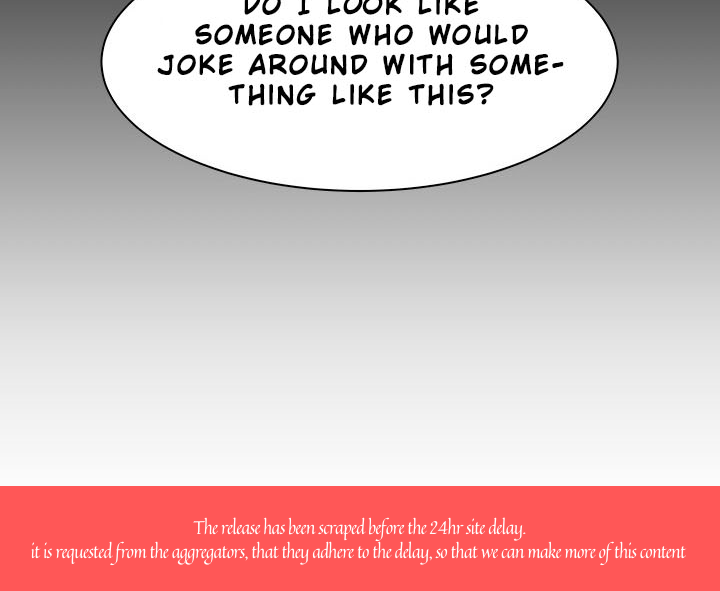 DO I LOOK LIKE
SOMEONE WHO WOULD
JOKE AROUND WITH SOME-
THING LIKE THIS?
The release has been scraped before the 24hr site delay.
it is requested from the aggregators, that they adhere to the delay, so that we can make more of this content